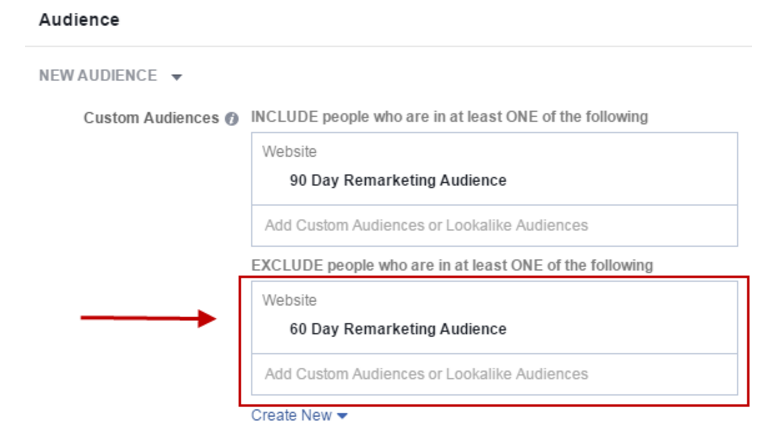 Audience
NEW AUDIENCE
Custom Audiences
INCLUDE people who are in at least ONE of the following
Website
90 Day Remarketing Audience
Add Custom Audiences or Lookalike Audiences
EXCLUDE people who are in at least ONE of the following
Website
60 Day Remarketing Audience
Add Custom Audiences or Lookalike Audiences
Create New